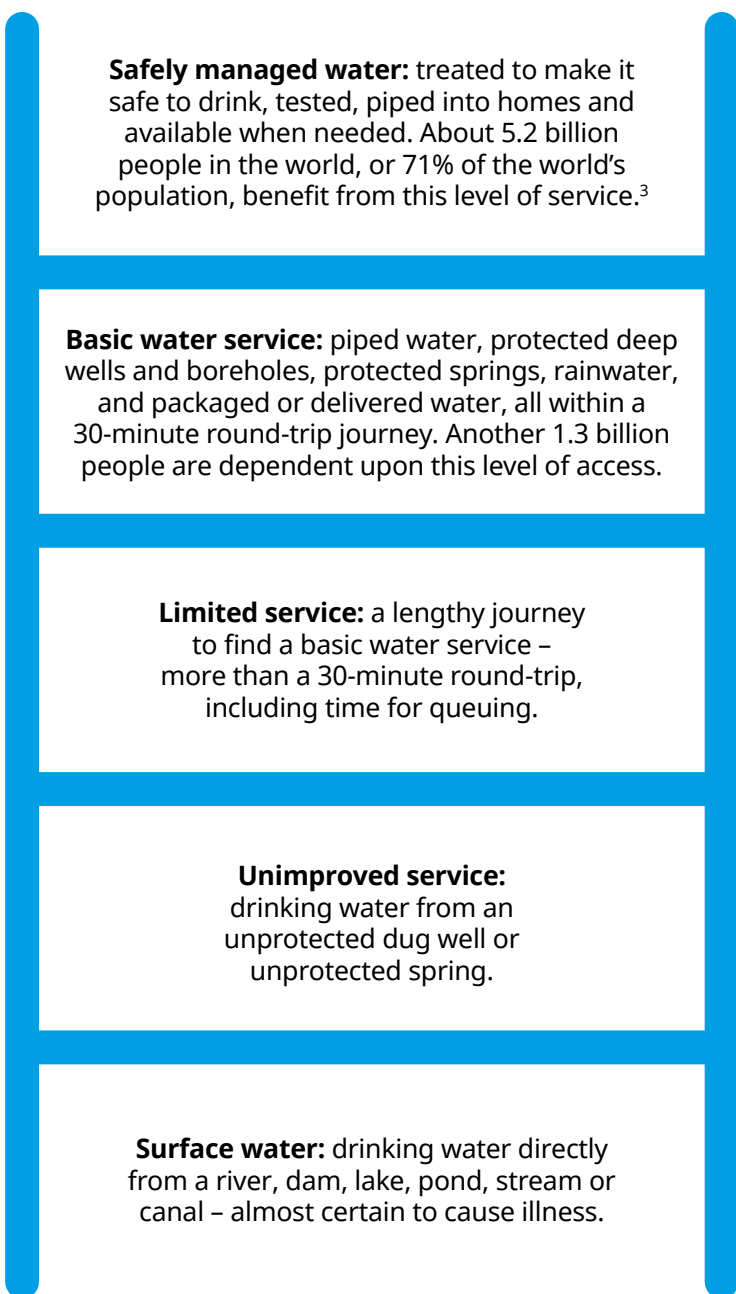 Safely managed water: treated to make it
safe to drink, tested, piped into homes and
available when needed. About 5.2 billion
people in the world, or 71% of the world’s
population, benefit from this level of service.³
Basic water service: piped water, protected deep
wells and boreholes, protected springs, rainwater,
and packaged or delivered water, all within a
30-minute round-trip journey. Another 1.3 billion
people are dependent upon this level of access.
Limited service: a lengthy journey
to find a basic water service –
more than a 30-minute round-trip,
including time for queuing.
Unimproved service:
drinking water from an
unprotected dug well or
unprotected spring.
Surface water: drinking water directly
from a river, dam, lake, pond, stream or
canal – almost certain to cause illness.